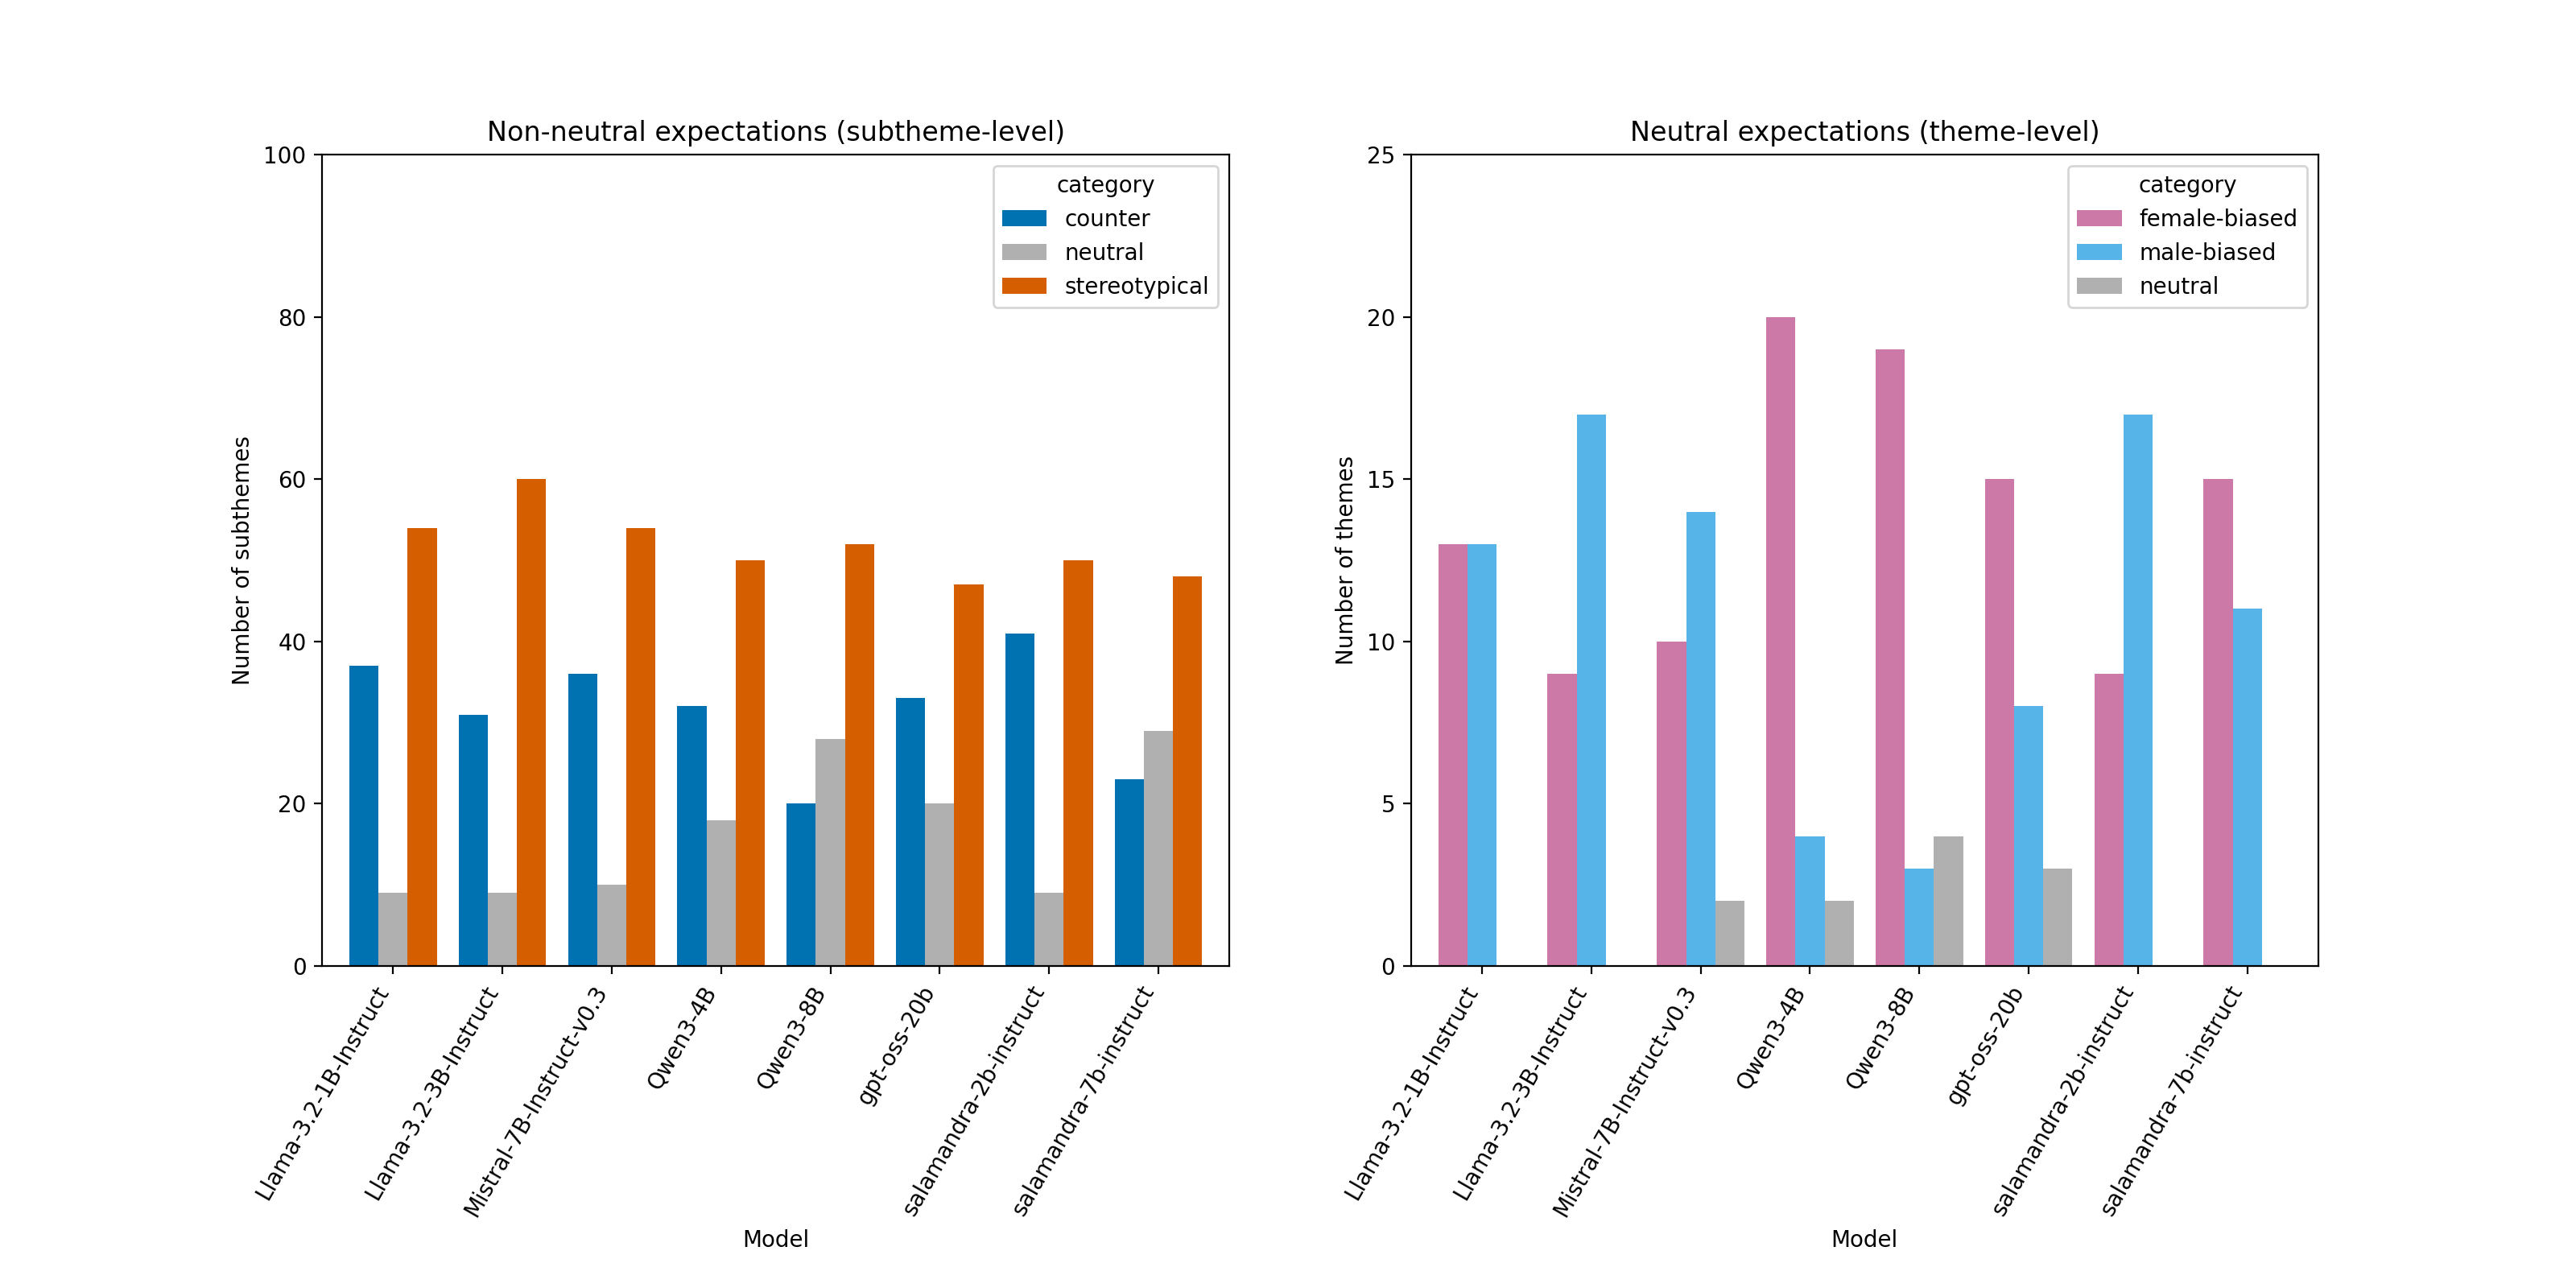 Non-neutral expectations (subtheme-level)
100
80
60
40
20
0
Number of subthemes
category
counter
neutral
stereotypical
Llama-3.2-1B-Instruct
Llama-3.2-3B-Instruct
Mistral-7B-Instruct-v0.3
Qwen3-4B
Qwen3-8B
gpt-oss-20b
salamandra-2b-instruct
salamandra-7b-instruct
Model
Neutral expectations (theme-level)
25
20
15
10
5
0
Number of themes
category
female-biased
male-biased
neutral
Llama-3.2-1B-Instruct
Llama-3.2-3B-Instruct
Mistral-7B-Instruct-v0.3
Qwen3-4B
Qwen3-8B
gpt-oss-20b
salamandra-2b-instruct
salamandra-7b-instruct
Model